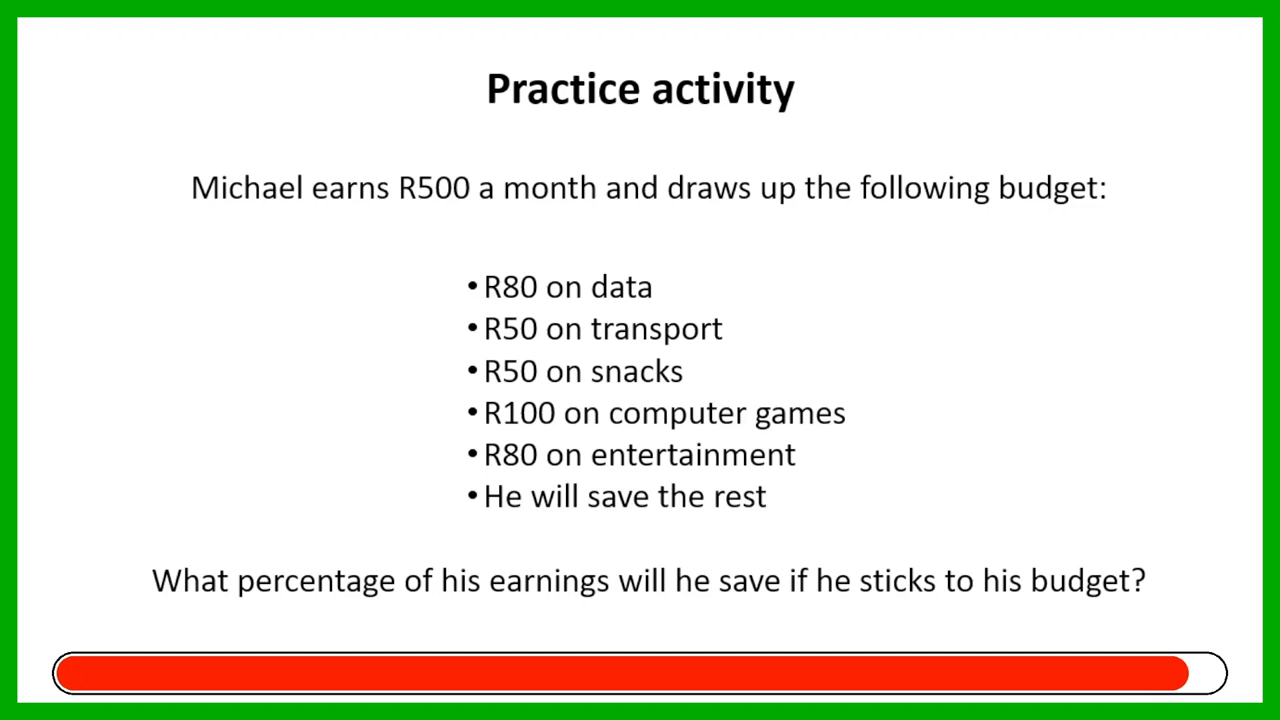 Practice activity
Michael earns R500 a month and draws up the following budget:
• R80 on data
• R50 on transport
• R50 on snacks
• R100 on computer games
• R80 on entertainment
• He will save the rest
What percentage of his earnings will he save if he sticks to his budget?